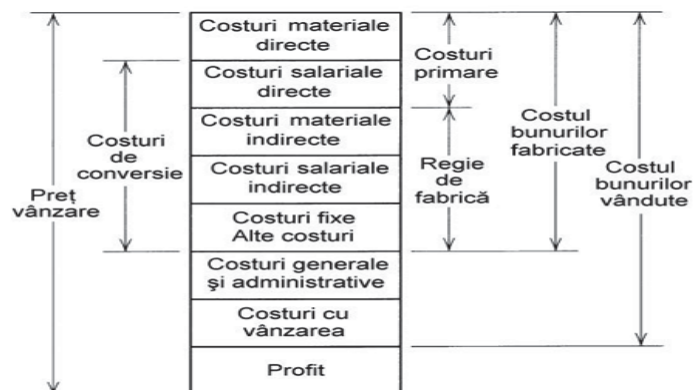 Costuri materiale
directe
Costuri salariale
directe
Costuri materiale
indirecte
Costuri salariale
indirecte
Costuri fixe
Alte costuri
Costuri generale
şi administrative
Costuri cu
vânzarea
Profit
Preţ
vânzare
Costuri
de
conversie
Costuri
primare
Regie
de
fabrică
Costul
bunurilor
fabricate
Costul
bunurilor
vândute